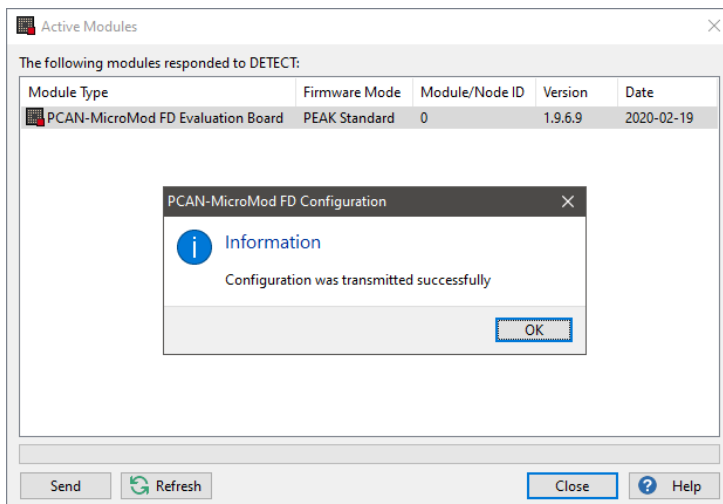 Active Modules
The following modules responded to DETECT:
Module Type Firmware Mode Module/Node ID Version Date
PCAN-MicroMod FD Evaluation Board PEAK Standard 0 1.9.6.9 2020-02-19
PCAN-MicroMod FD Configuration
Information
Configuration was transmitted successfully
OK
Send Refresh Close Help